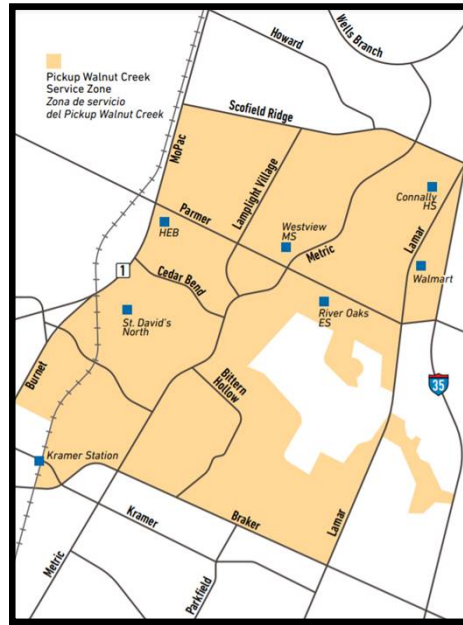 Howard
Wells Branch
Pickup Walnut Creek
Service Zone
Zona de servicio
del Pickup Walnut Creek
Scofield Ridge
MoPac
Lamplight Village
Connally
HS
Parmer
HEB
Westview
MS
Metric
Lamar
Walmart
1
Cedar Bend
St. David's
North
River Oaks
ES
Burnet
Bittern
Hollow
35
Kramer Station
Kramer
Braker
Lamar
Metric
Parkfield